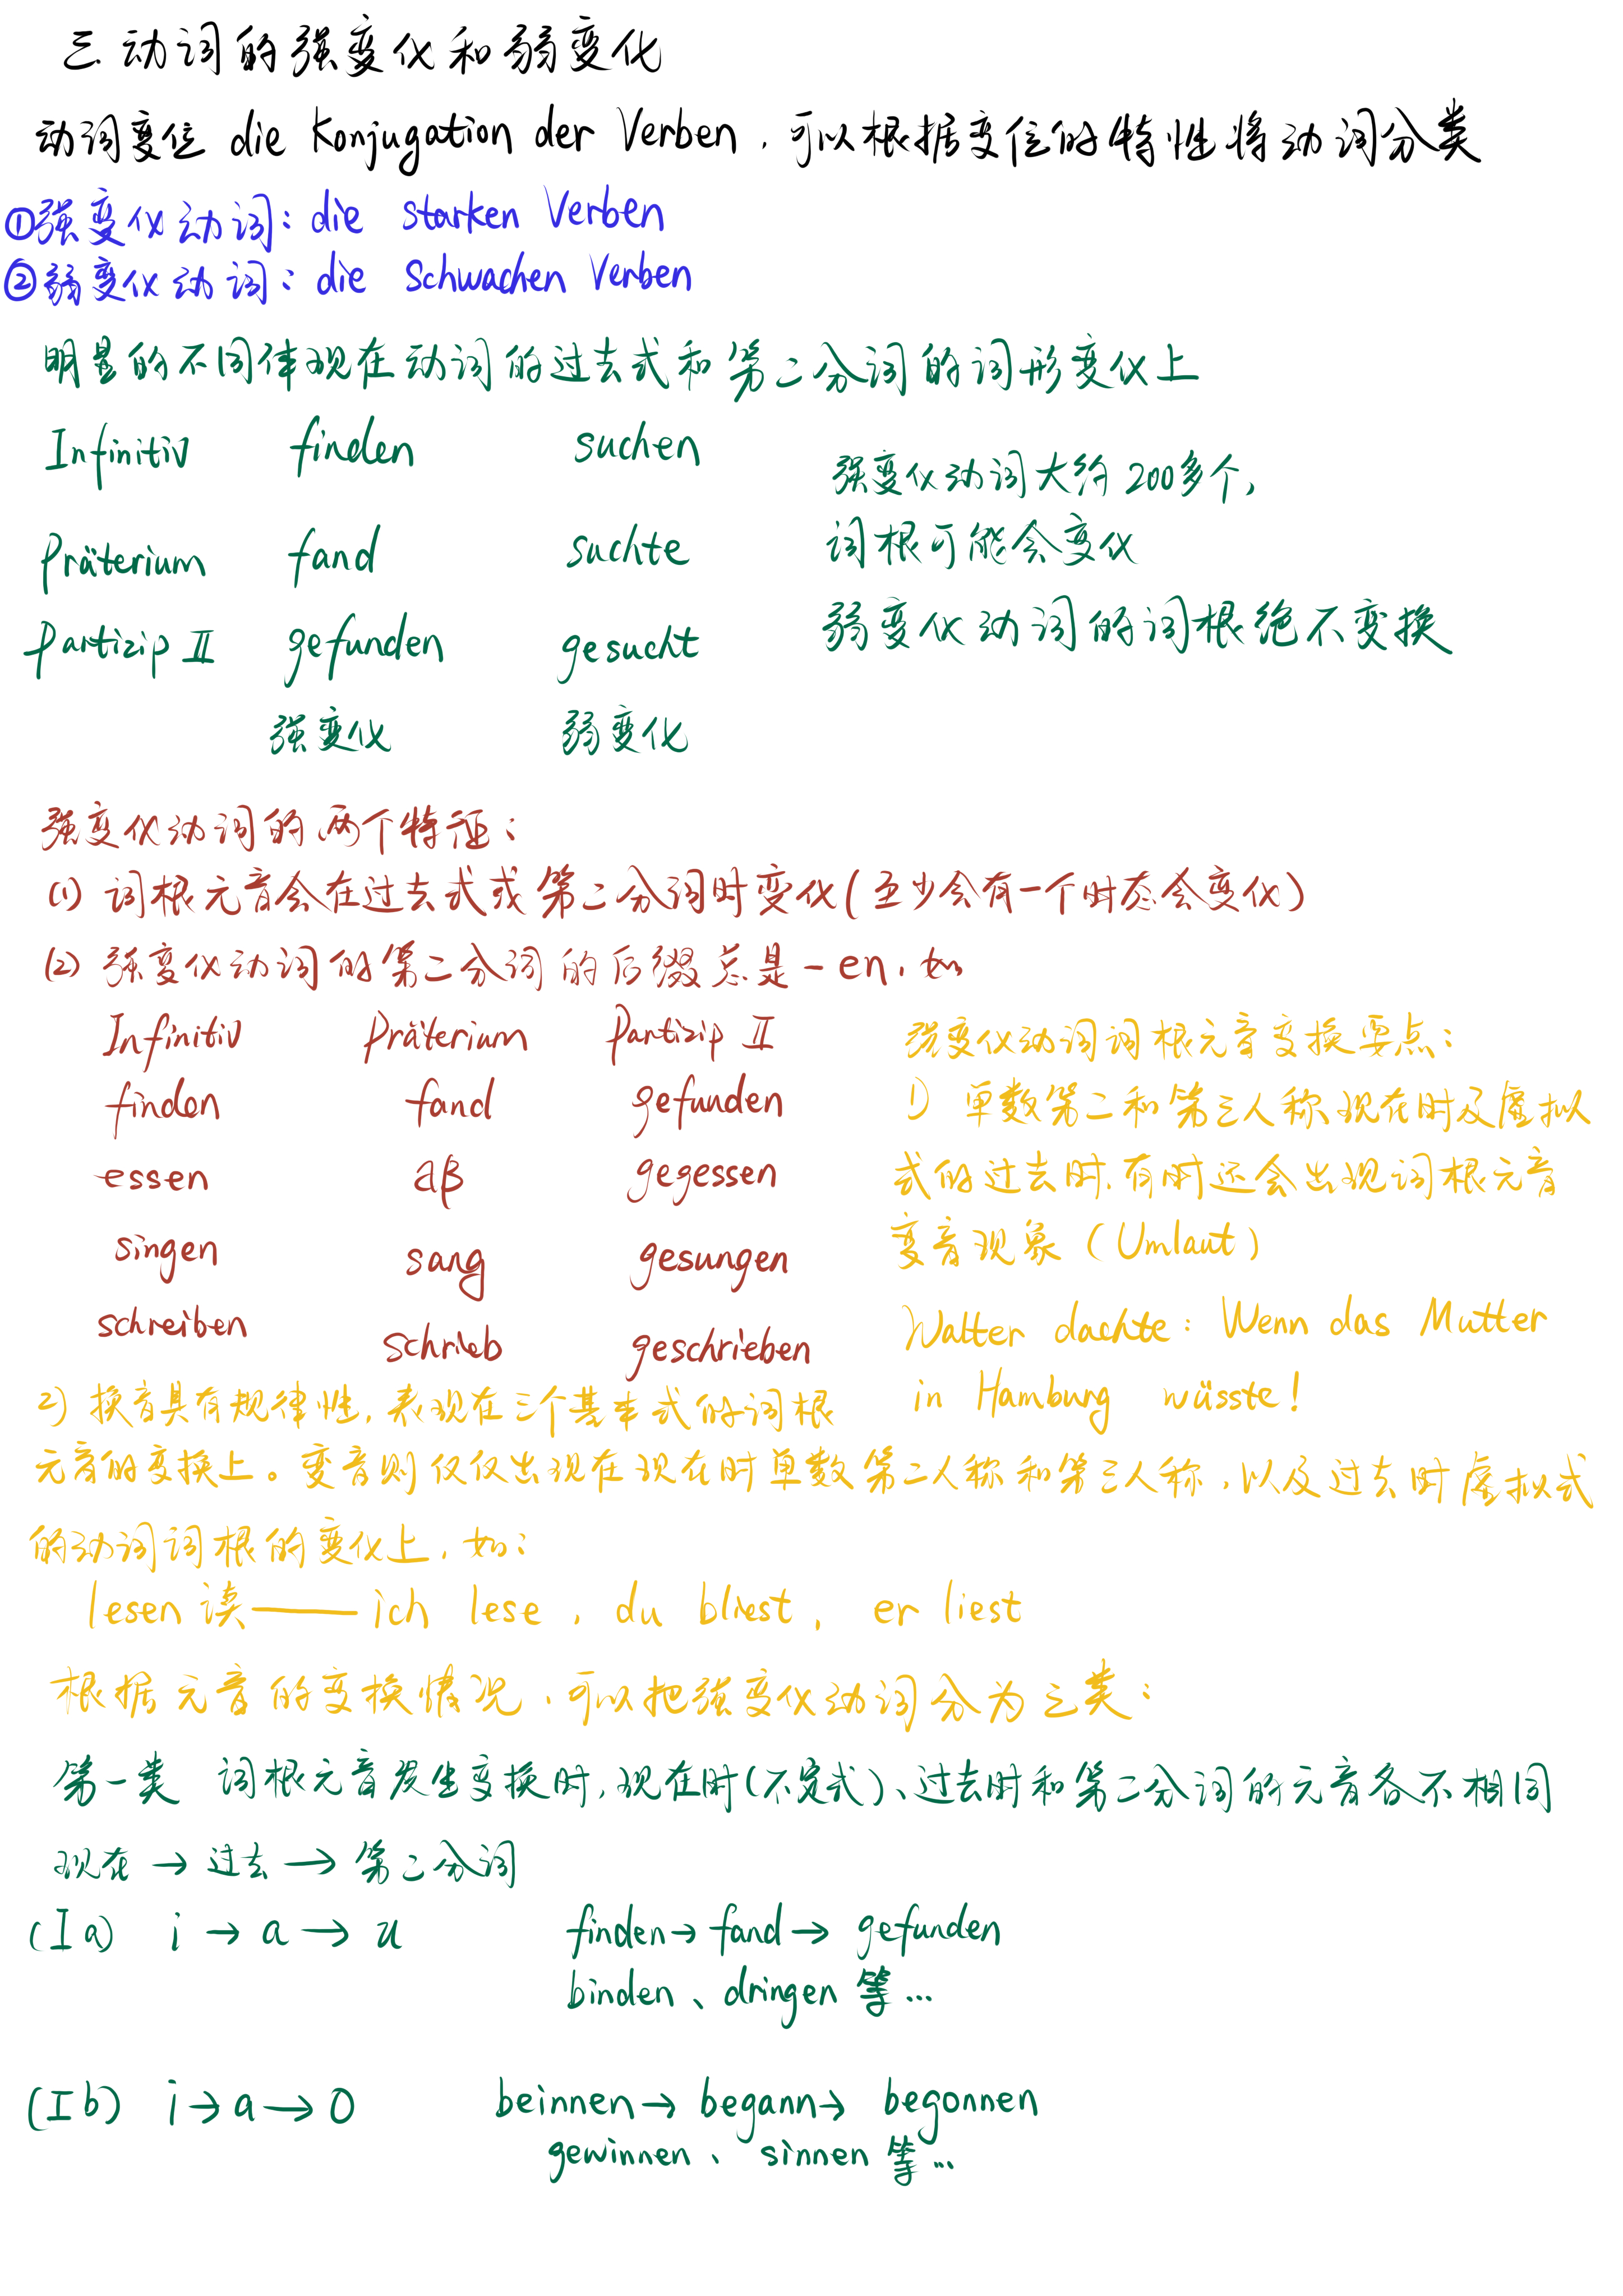 三.动词的强变化和弱变化
动词变位 die Konjugation der Verben,可以根据变位的特性将动词分类
①强变化动词:die starken Verben
②弱变化动词:die schwachen Verben
明显的不同体现在动词的过去式和第二分词的词形变化上
Infinitiv finden suchen
Präterium fand suchte
Partizip II gefunden gesucht
强变化 弱变化
强变化动词大约200多个,
词根可能会变化
弱变化动词的词根绝不变换
强变化动词的两个特征:
(1) 词根元音会在过去式或第二分词时变化(至少会有一个时态会变化)
(2) 强变化动词的第二分词的后缀总是-en,如
Infinitiv Präterium Partizip II
finden fand gefunden
essen aß gegessen
singen sang gesungen
schreiben schrieb geschrieben
强变化动词词根元音变换要点:
1) 单数第二和第三人称现在时及虚拟
式的过去时,有时还会出现词根元音
变音现象(Umlaut)
Walter dachte: Wenn das Mutter
in Hamburg wüsste!
2) 换音具有规律性,表现在三个基本式的词根
元音的变换上。变音则仅仅出现在现在时单数第二人称和第三人称,以及过去时虚拟式
的动词词根的变化上,如:
lesen 读——ich lese, du bliest, er liest
根据元音的变换情况,可以把强变化动词分为三类:
第一类 词根元音发生变换时,现在时(不定式)、过去时和第二分词的元音各不相同
现在→过去→第二分词
(Ia) i→a→u finden→fand→gefunden
binden、dringen 等…
(Ib) i→a→o beinnen→begann→begonnen
gewinnen、sinnen 等…